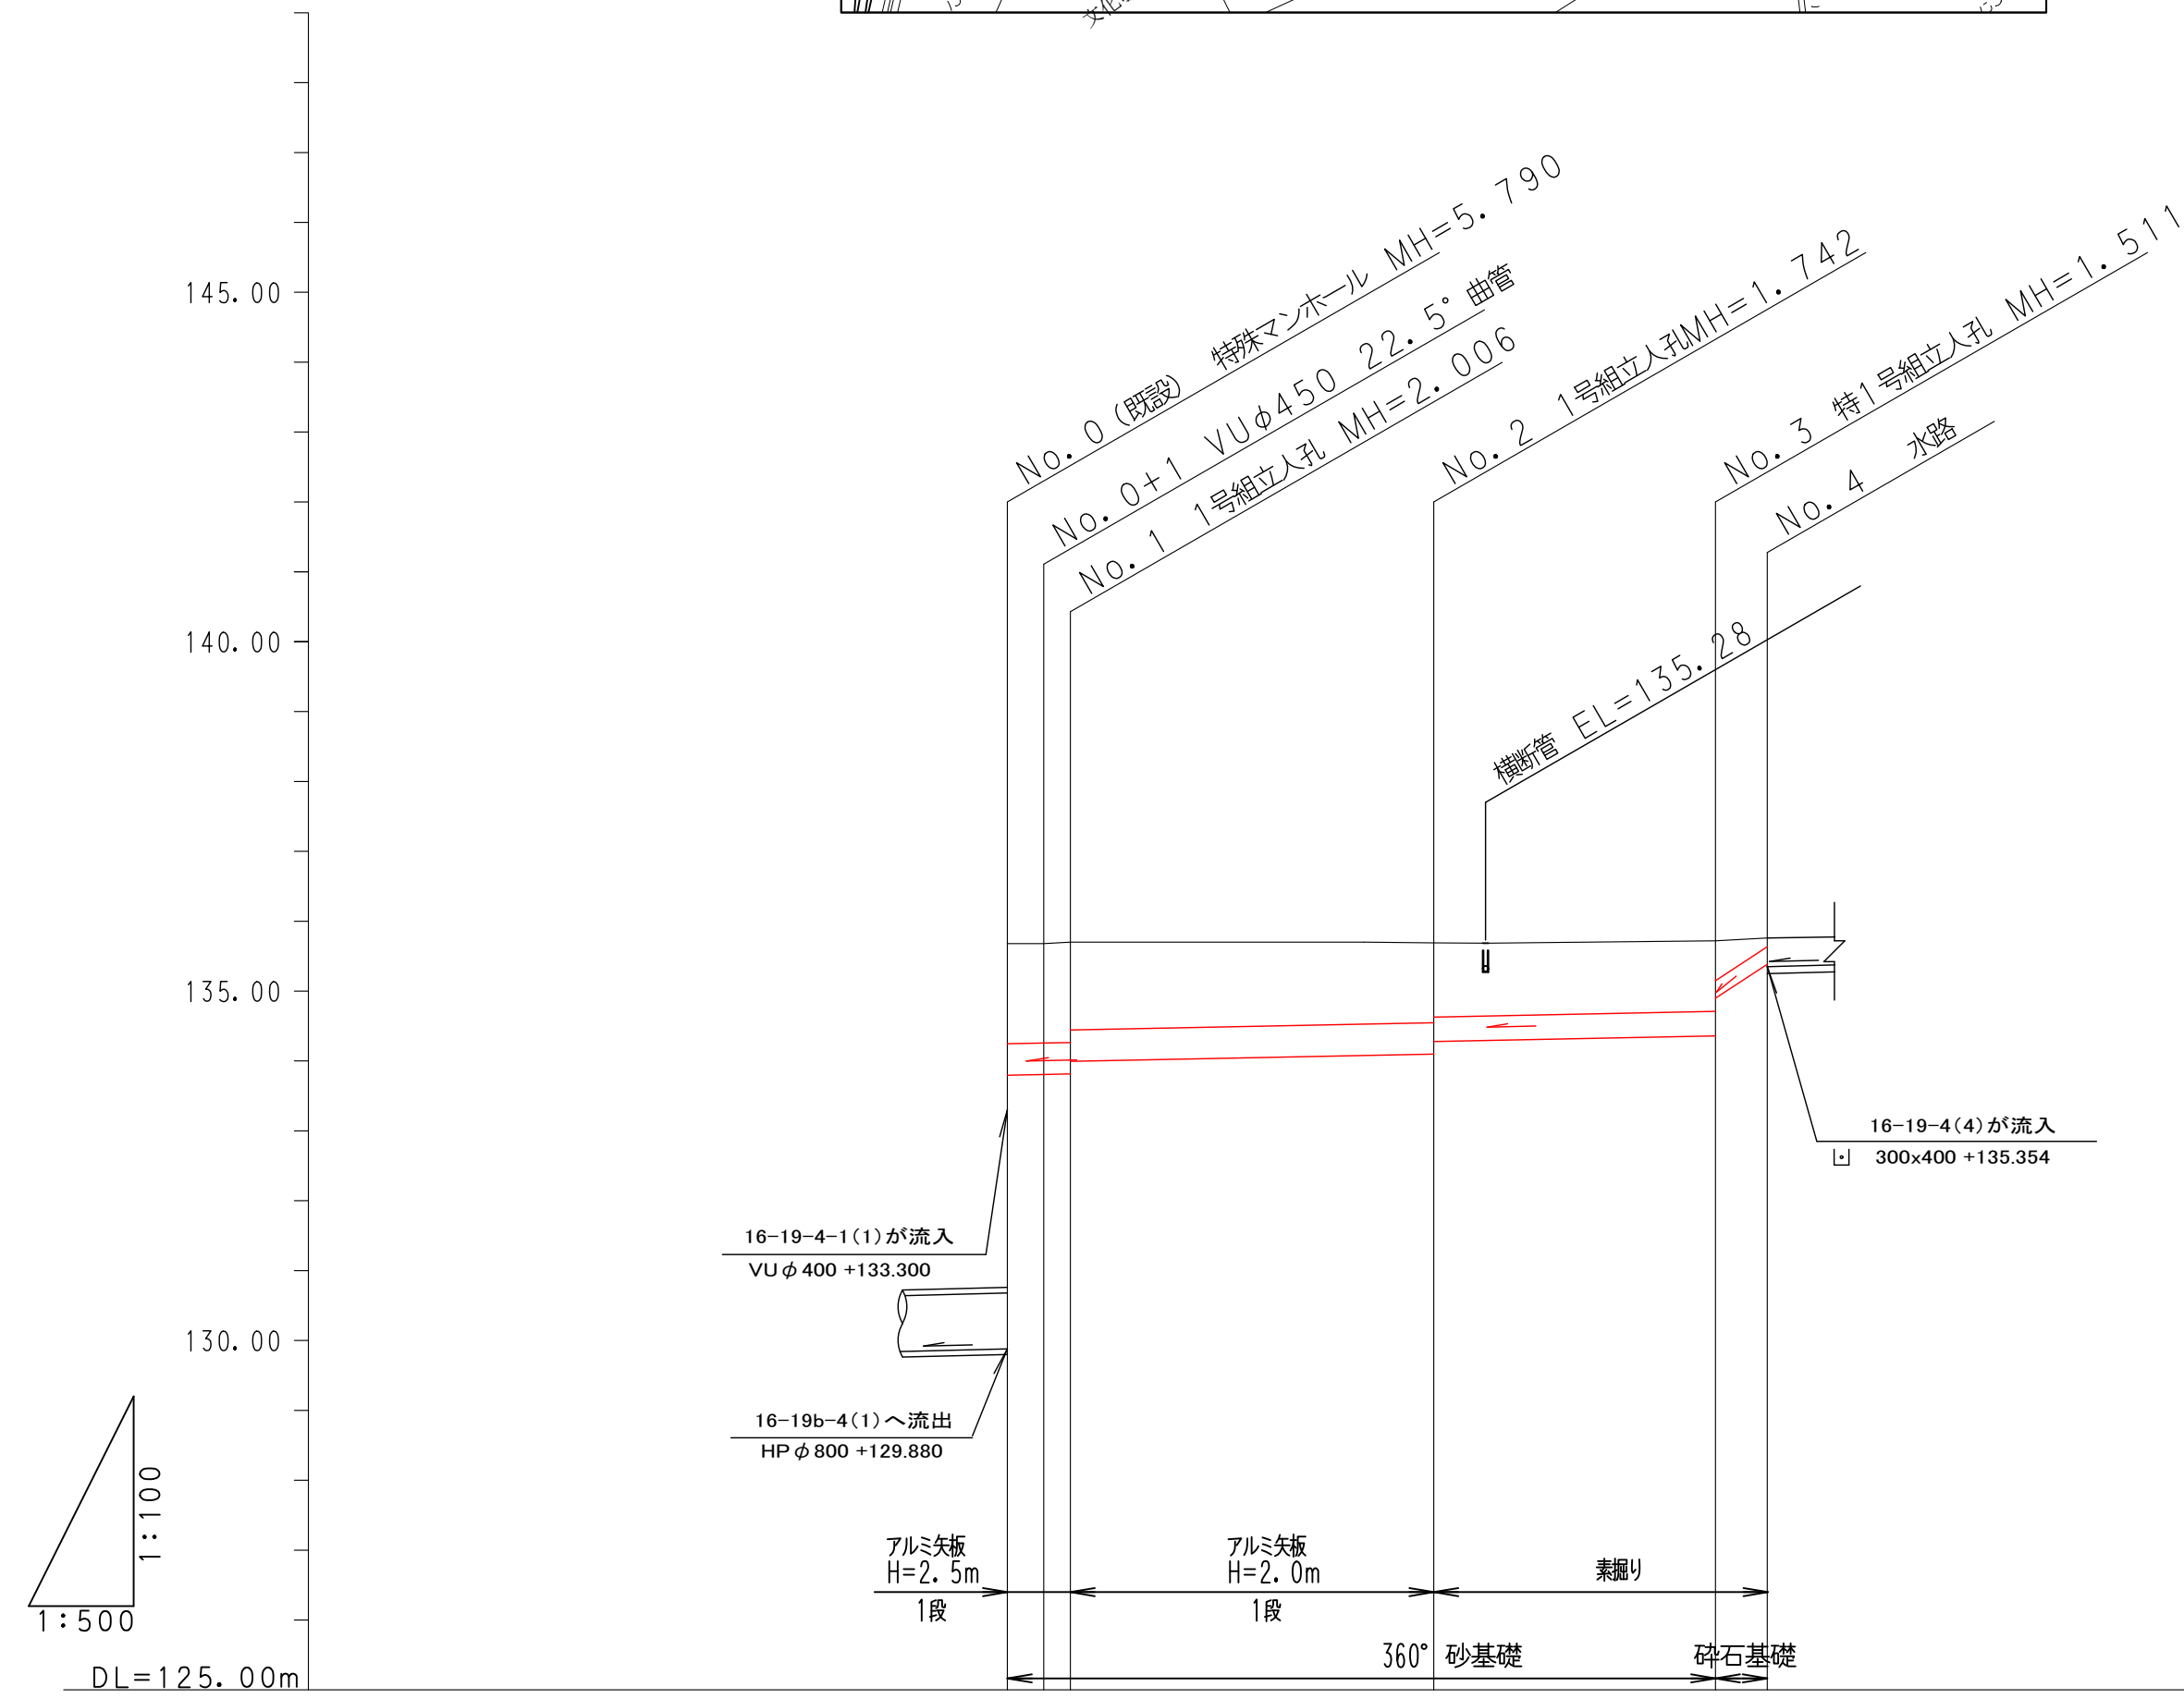 No. 0(既設) 特殊マンホール MH=5. 790
No. 0+1 VUφ450 22. 5°曲管
No. 1 1号組立人孔 MH=2. 006
No. 2 1号組立人孔MH=1. 742
No. 3 特1号組立人孔 MH=1. 511
No. 4 水路
横断管 EL=135. 28
145. 00
140. 00
135. 00
130. 00
16-19-4(4)が流入
300x400 +135.354
16-19-4-1(1)が流入
VUφ400 +133.300
16-19b-4(1)へ流出
HPφ800 +129.880
1:100
1:500
アルミ矢板
H=2. 5m
1段
アルミ矢板
H=2. 0m
1段
素掘り
360° 砂基礎
砕石基礎
DL=125. 00m